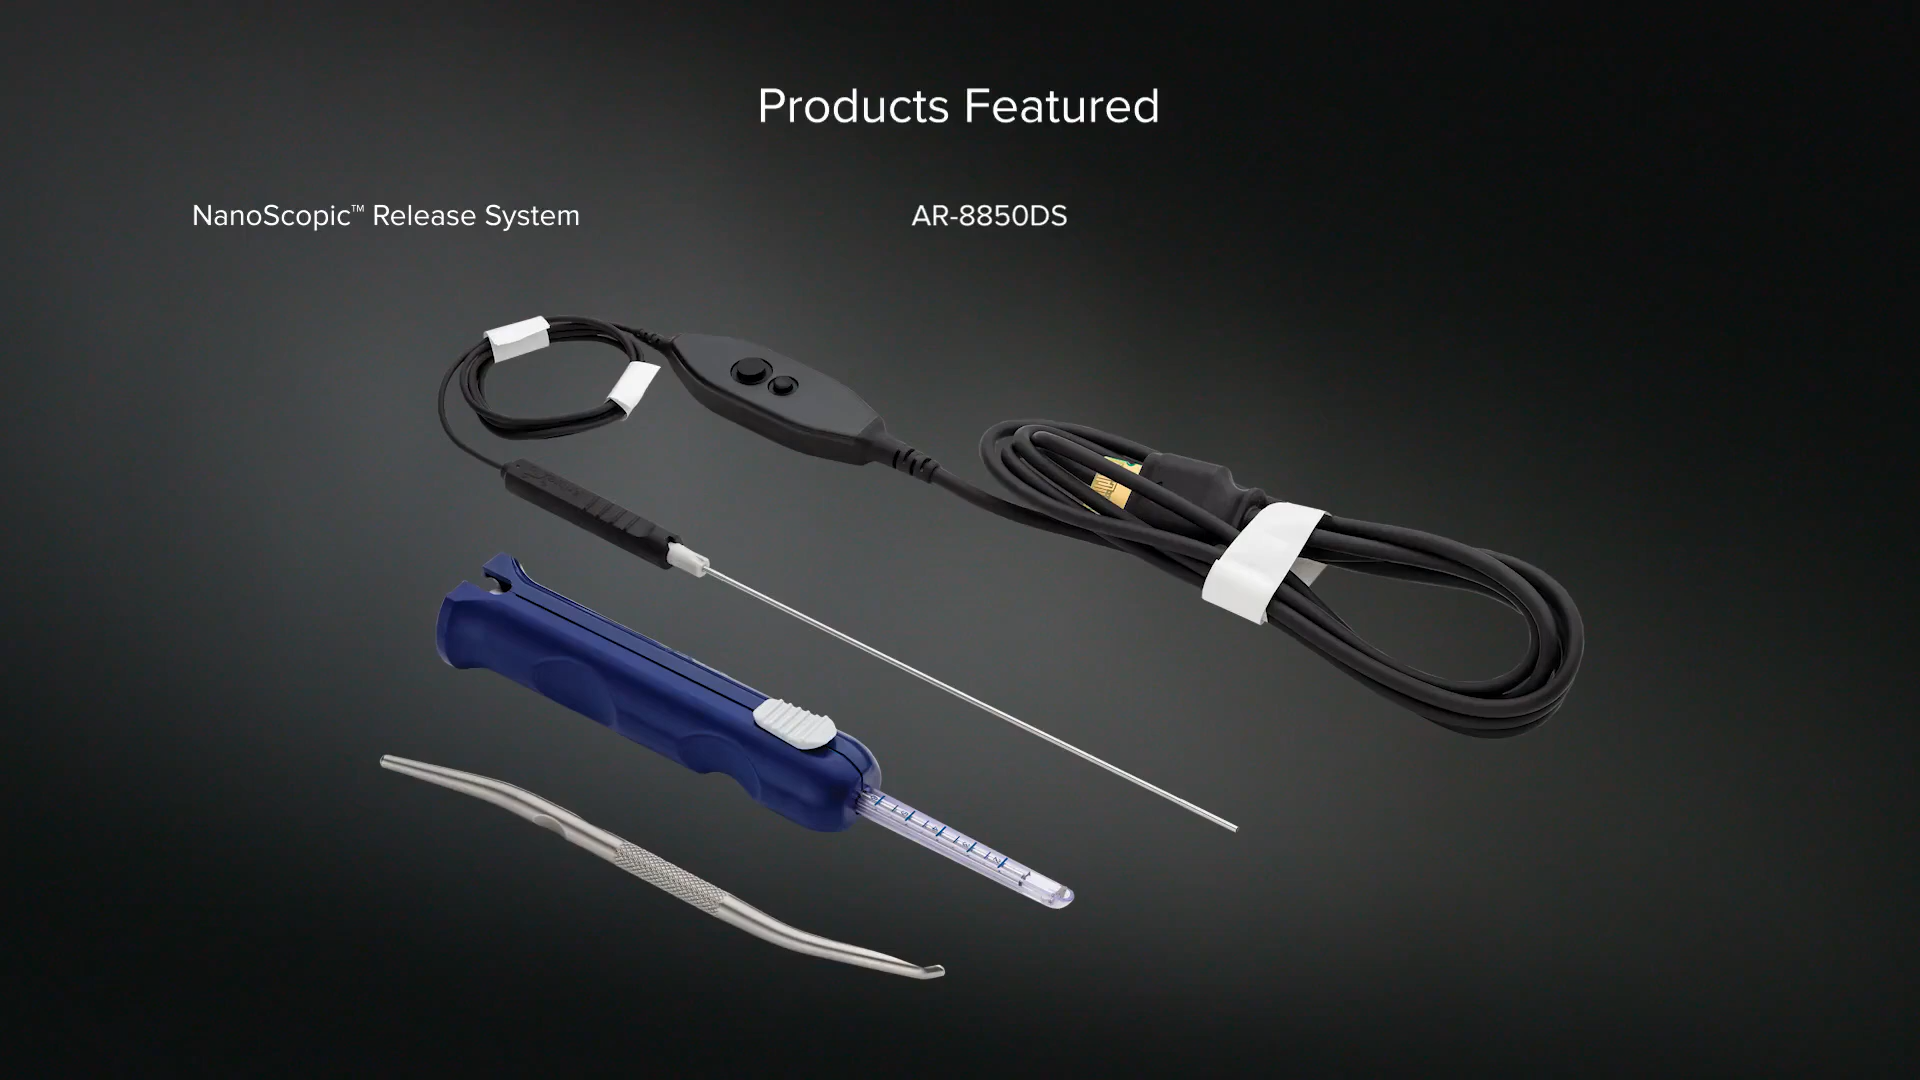 Products Featured
NanoScopic™ Release System
AR-8850DS